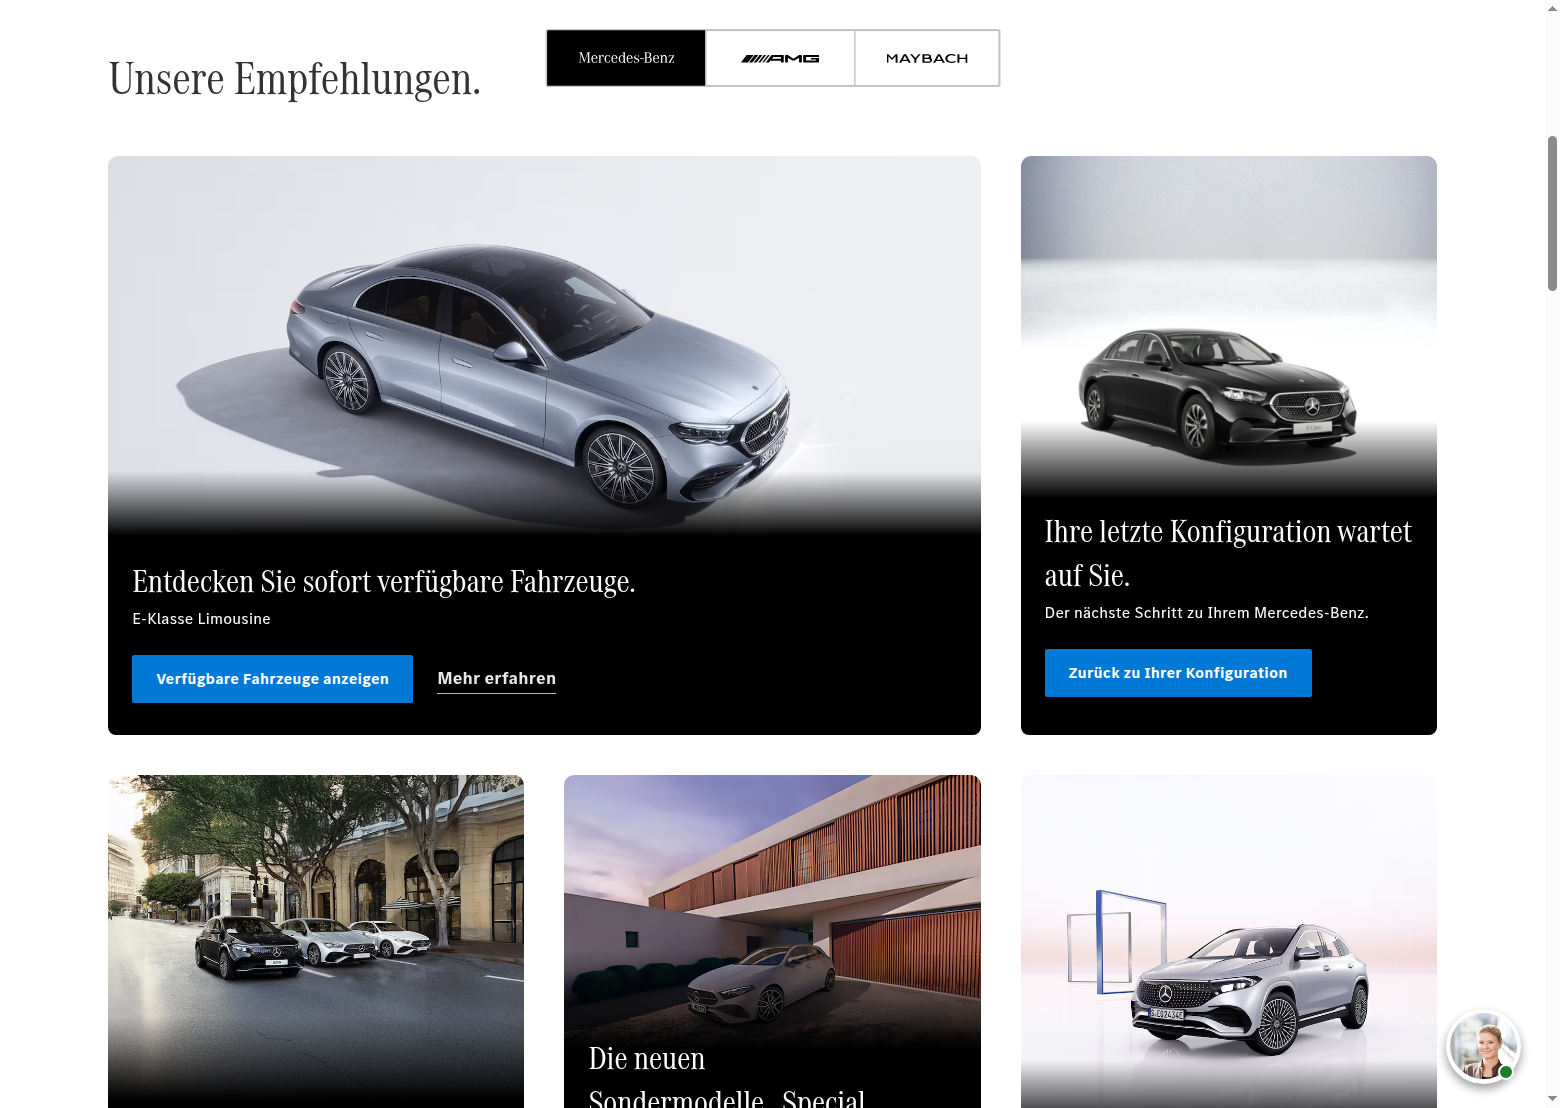 Unsere Empfehlungen.
Mercedes-Benz
AMG
MAYBACH
Entdecken Sie sofort verfügbare Fahrzeuge.
E-Klasse Limousine
Verfügbare Fahrzeuge anzeigen
Mehr erfahren
Ihre letzte Konfiguration wartet
auf Sie.
Der nächste Schritt zu Ihrem Mercedes-Benz.
Zurück zu Ihrer Konfiguration
Die neuen
Sondermodelle „Special